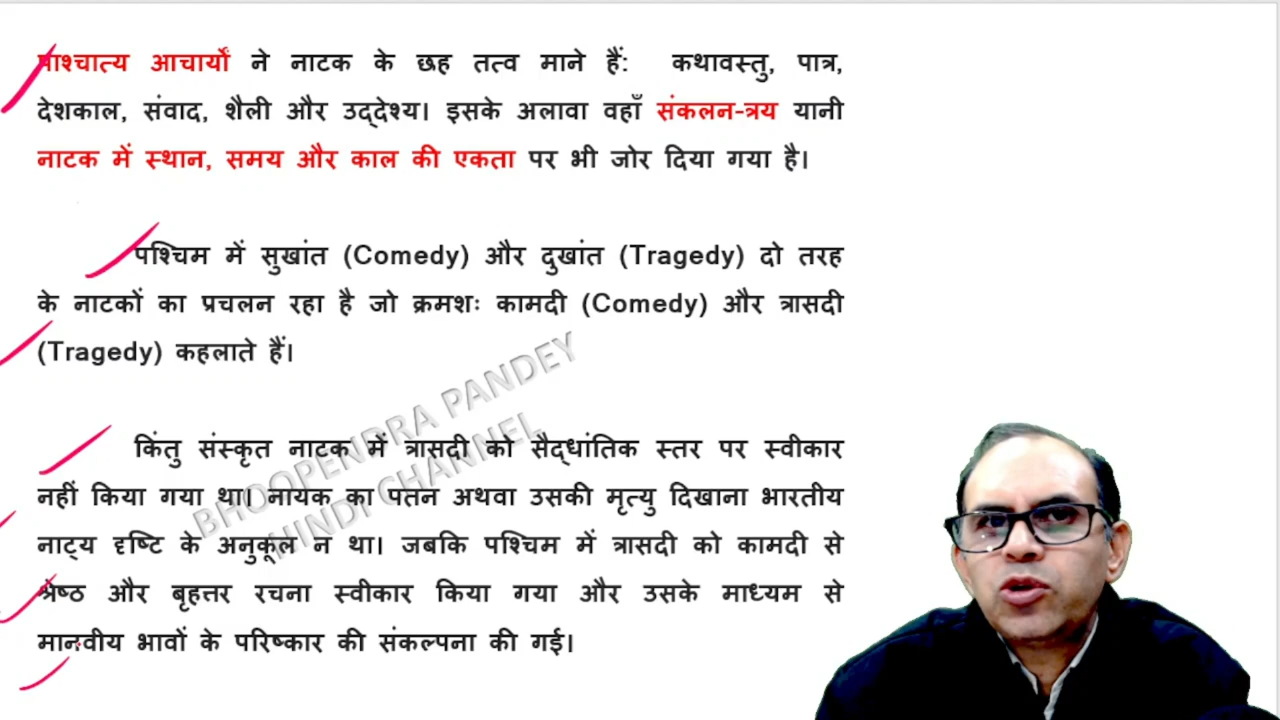 पाश्चात्य आचार्यों ने नाटक के छह तत्व माने हैं: कथावस्तु, पात्र,
देशकाल, संवाद, शैली और उद्देश्य। इसके अलावा वहाँ संकलन-त्रय यानी
नाटक में स्थान, समय और काल की एकता पर भी जोर दिया गया है।
पश्चिम में सुखांत (Comedy) और दुखांत (Tragedy) दो तरह
के नाटकों का प्रचलन रहा है जो क्रमशः कामदी (Comedy) और त्रासदी
(Tragedy) कहलाते हैं।
किंतु संस्कृत नाटक में त्रासदी को सैद्धांतिक स्तर पर स्वीकार
नहीं किया गया था। नायक का पतन अथवा उसकी मृत्यु दिखाना भारतीय
नाट्य दृष्टि के अनुकूल न था। जबकि पश्चिम में त्रासदी को कामदी से
श्रेष्ठ और बृहत्तर रचना स्वीकार किया गया और उसके माध्यम से
मानवीय भावों के परिष्कार की संकल्पना की गई।
BHOOPENDRA PANDEY
HINDI CHANNEL